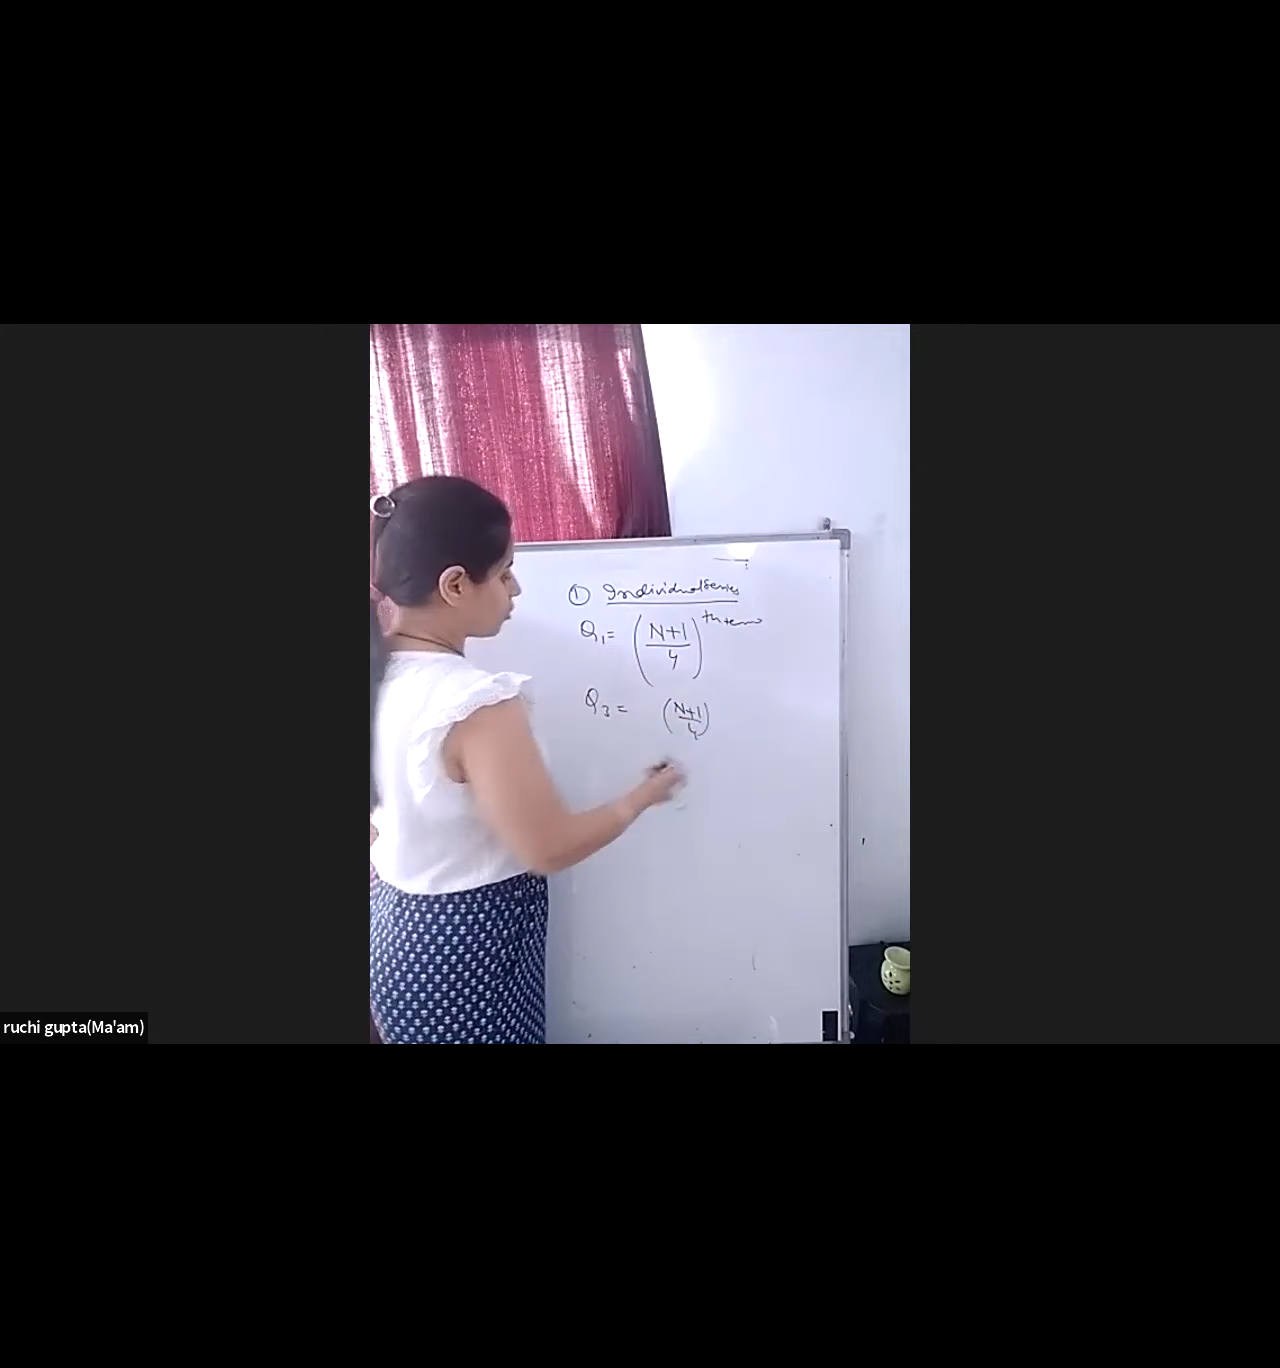 ① Individual Series
Q₁ = (N+1/4)ᵗʰ ᵗᵉʳᵐ
Q₃ = (N+1/4)
ruchi gupta(Ma'am)